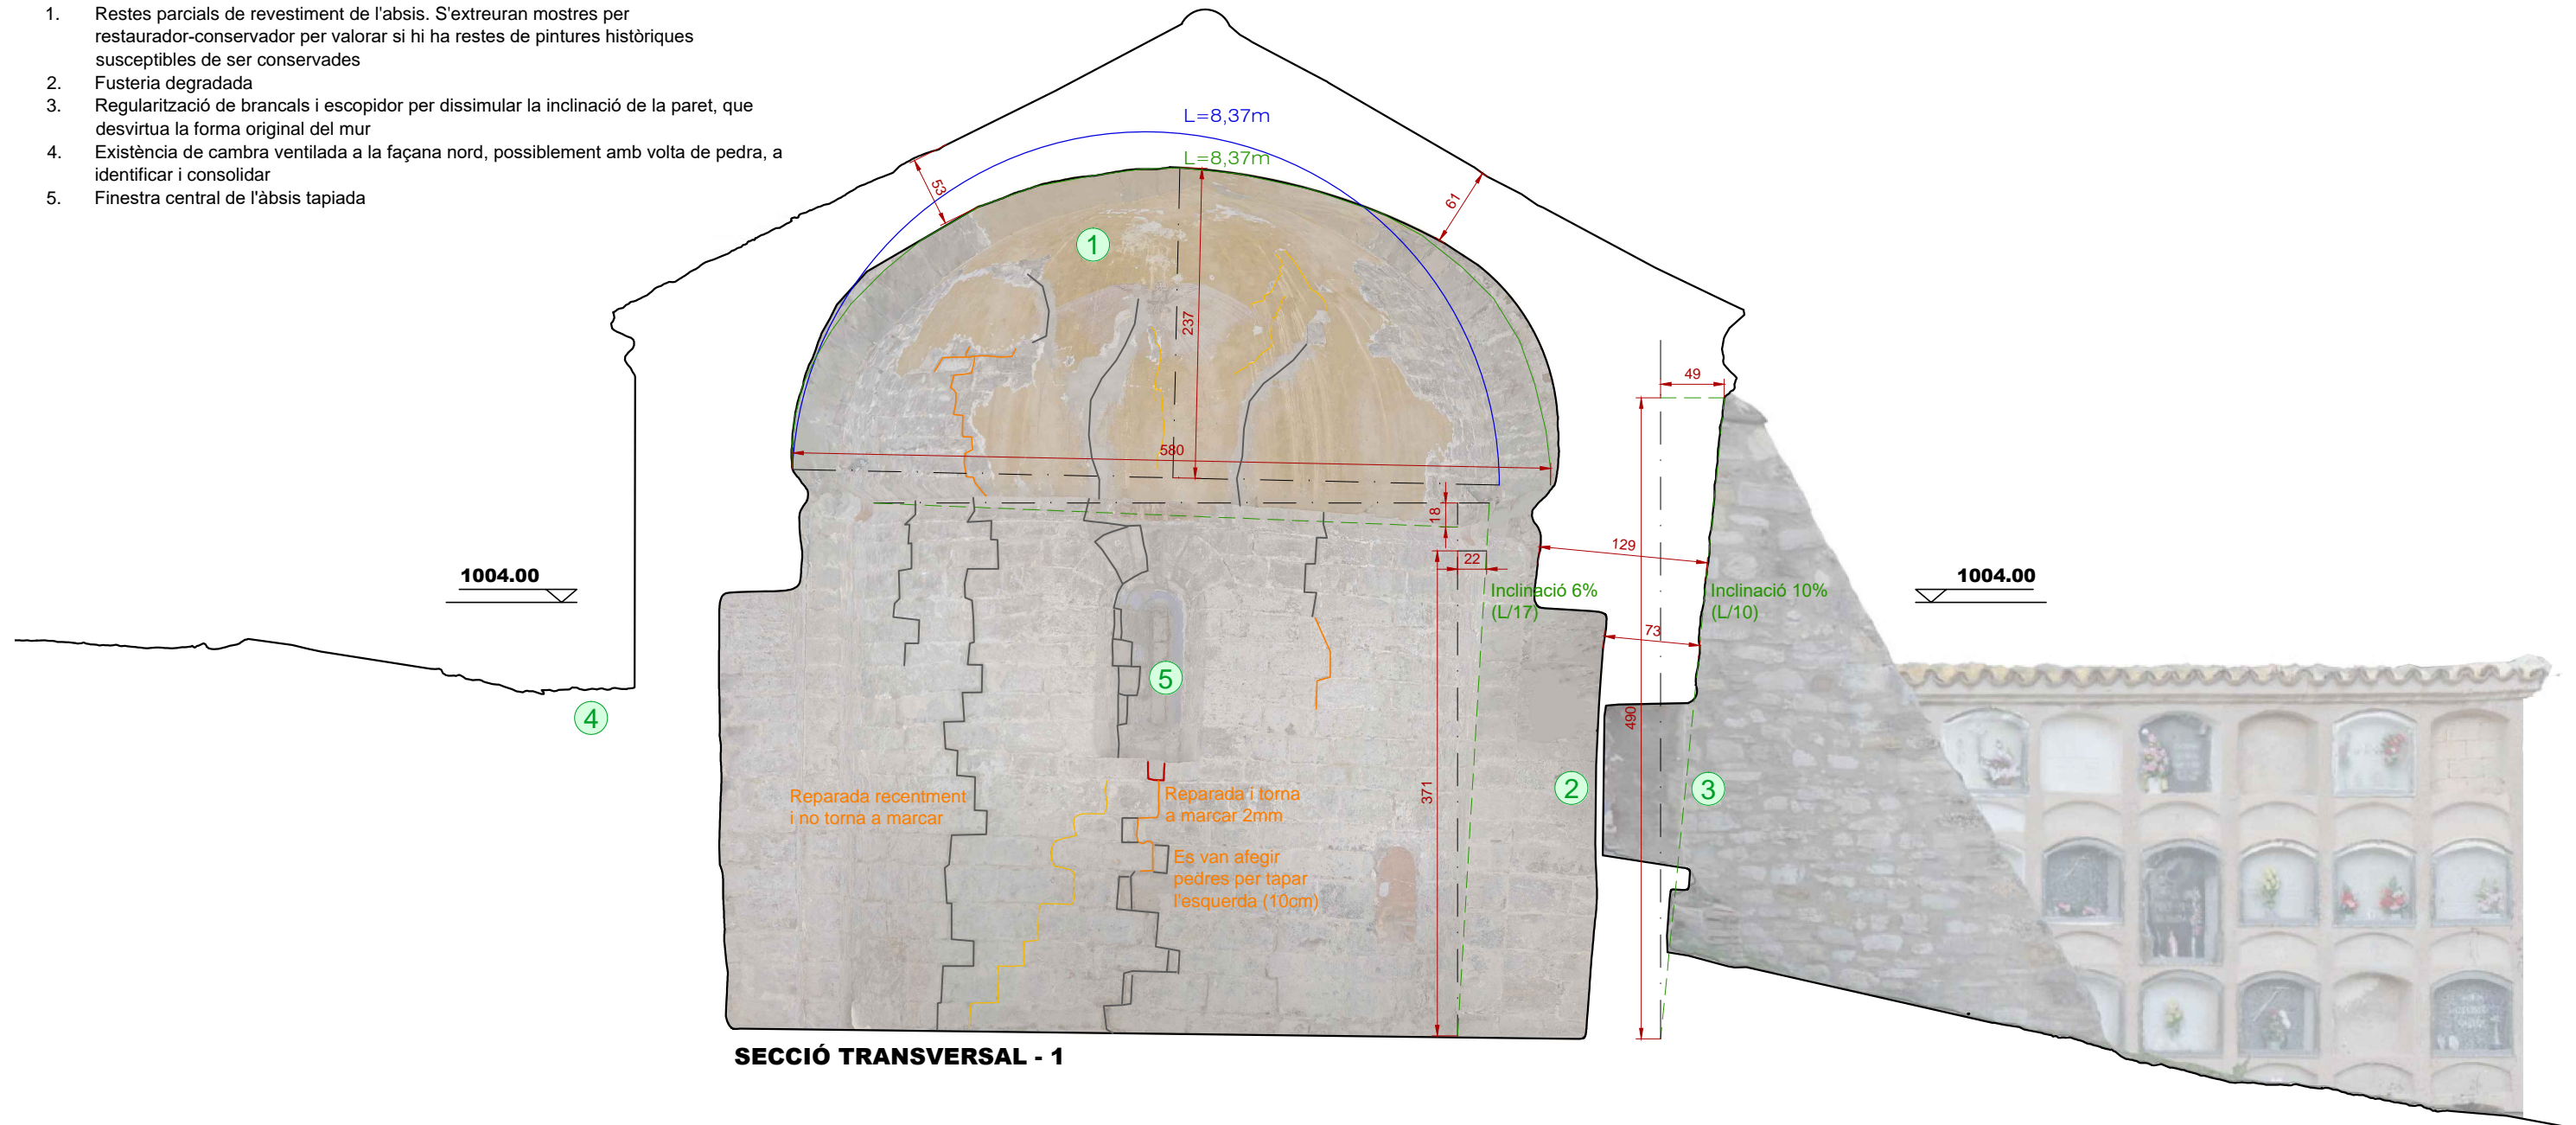 1. Restes parcials de revestiment de l'absis. S'extreuran mostres per
restaurador-conservador per valorar si hi ha restes de pintures històriques
susceptibles de ser conservades
2. Fusteria degradada
3. Regularització de brancals i escopidor per dissimular la inclinació de la paret, que
desvirtua la forma original del mur
4. Existència de cambra ventilada a la façana nord, possiblement amb volta de pedra, a
identificar i consolidar
5. Finestra central de l'àbsis tapiada
L=8,37m
L=8,37m
53
61
1
237
49
580
18
129
22
1004.00
1004.00
Inclinació 6%
(L/17)
Inclinació 10%
(L/10)
73
5
4
490
2
3
371
Reparada recentment
i no torna a marcar
Reparada i torna
a marcar 2mm
Es van afegir
pedres per tapar
l'esquerda (10cm)
SECCIÓ TRANSVERSAL - 1